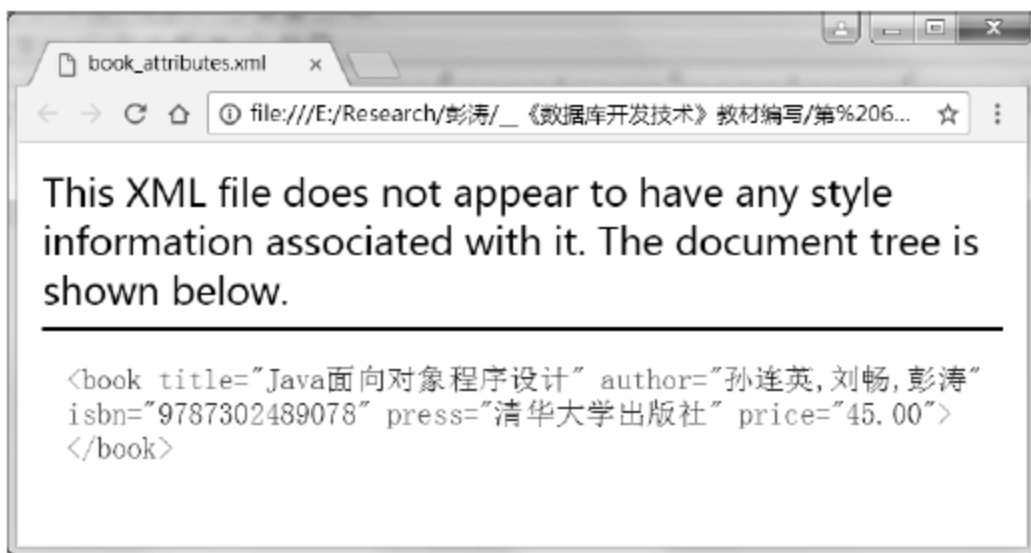 book_attributes.xml
file:///E:/Research/彭涛/__《数据库开发技术》教材编写/第%206...
This XML file does not appear to have any style
information associated with it. The document tree is
shown below.
<book title="Java面向对象程序设计" author="孙连英,刘畅,彭涛"
isbn="9787302489078" press="清华大学出版社" price="45.00">
</book>